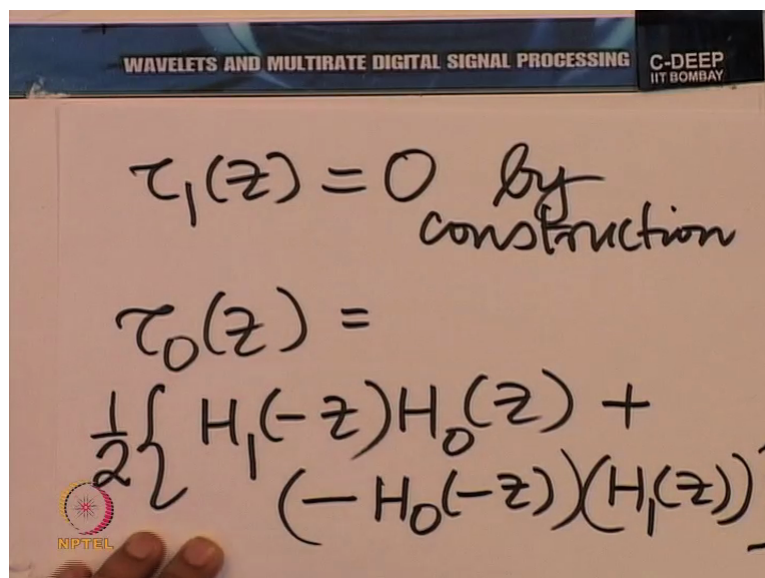 WAVELETS AND MULTIRATE DIGITAL SIGNAL PROCESSING
C-DEEP
IIT BOMBAY
τ₁(z) = 0 by
construction
τ₀(z) =
½{ H₁(-z)H₀(z) +
(-H₀(-z))(H₁(z))
NPTEL